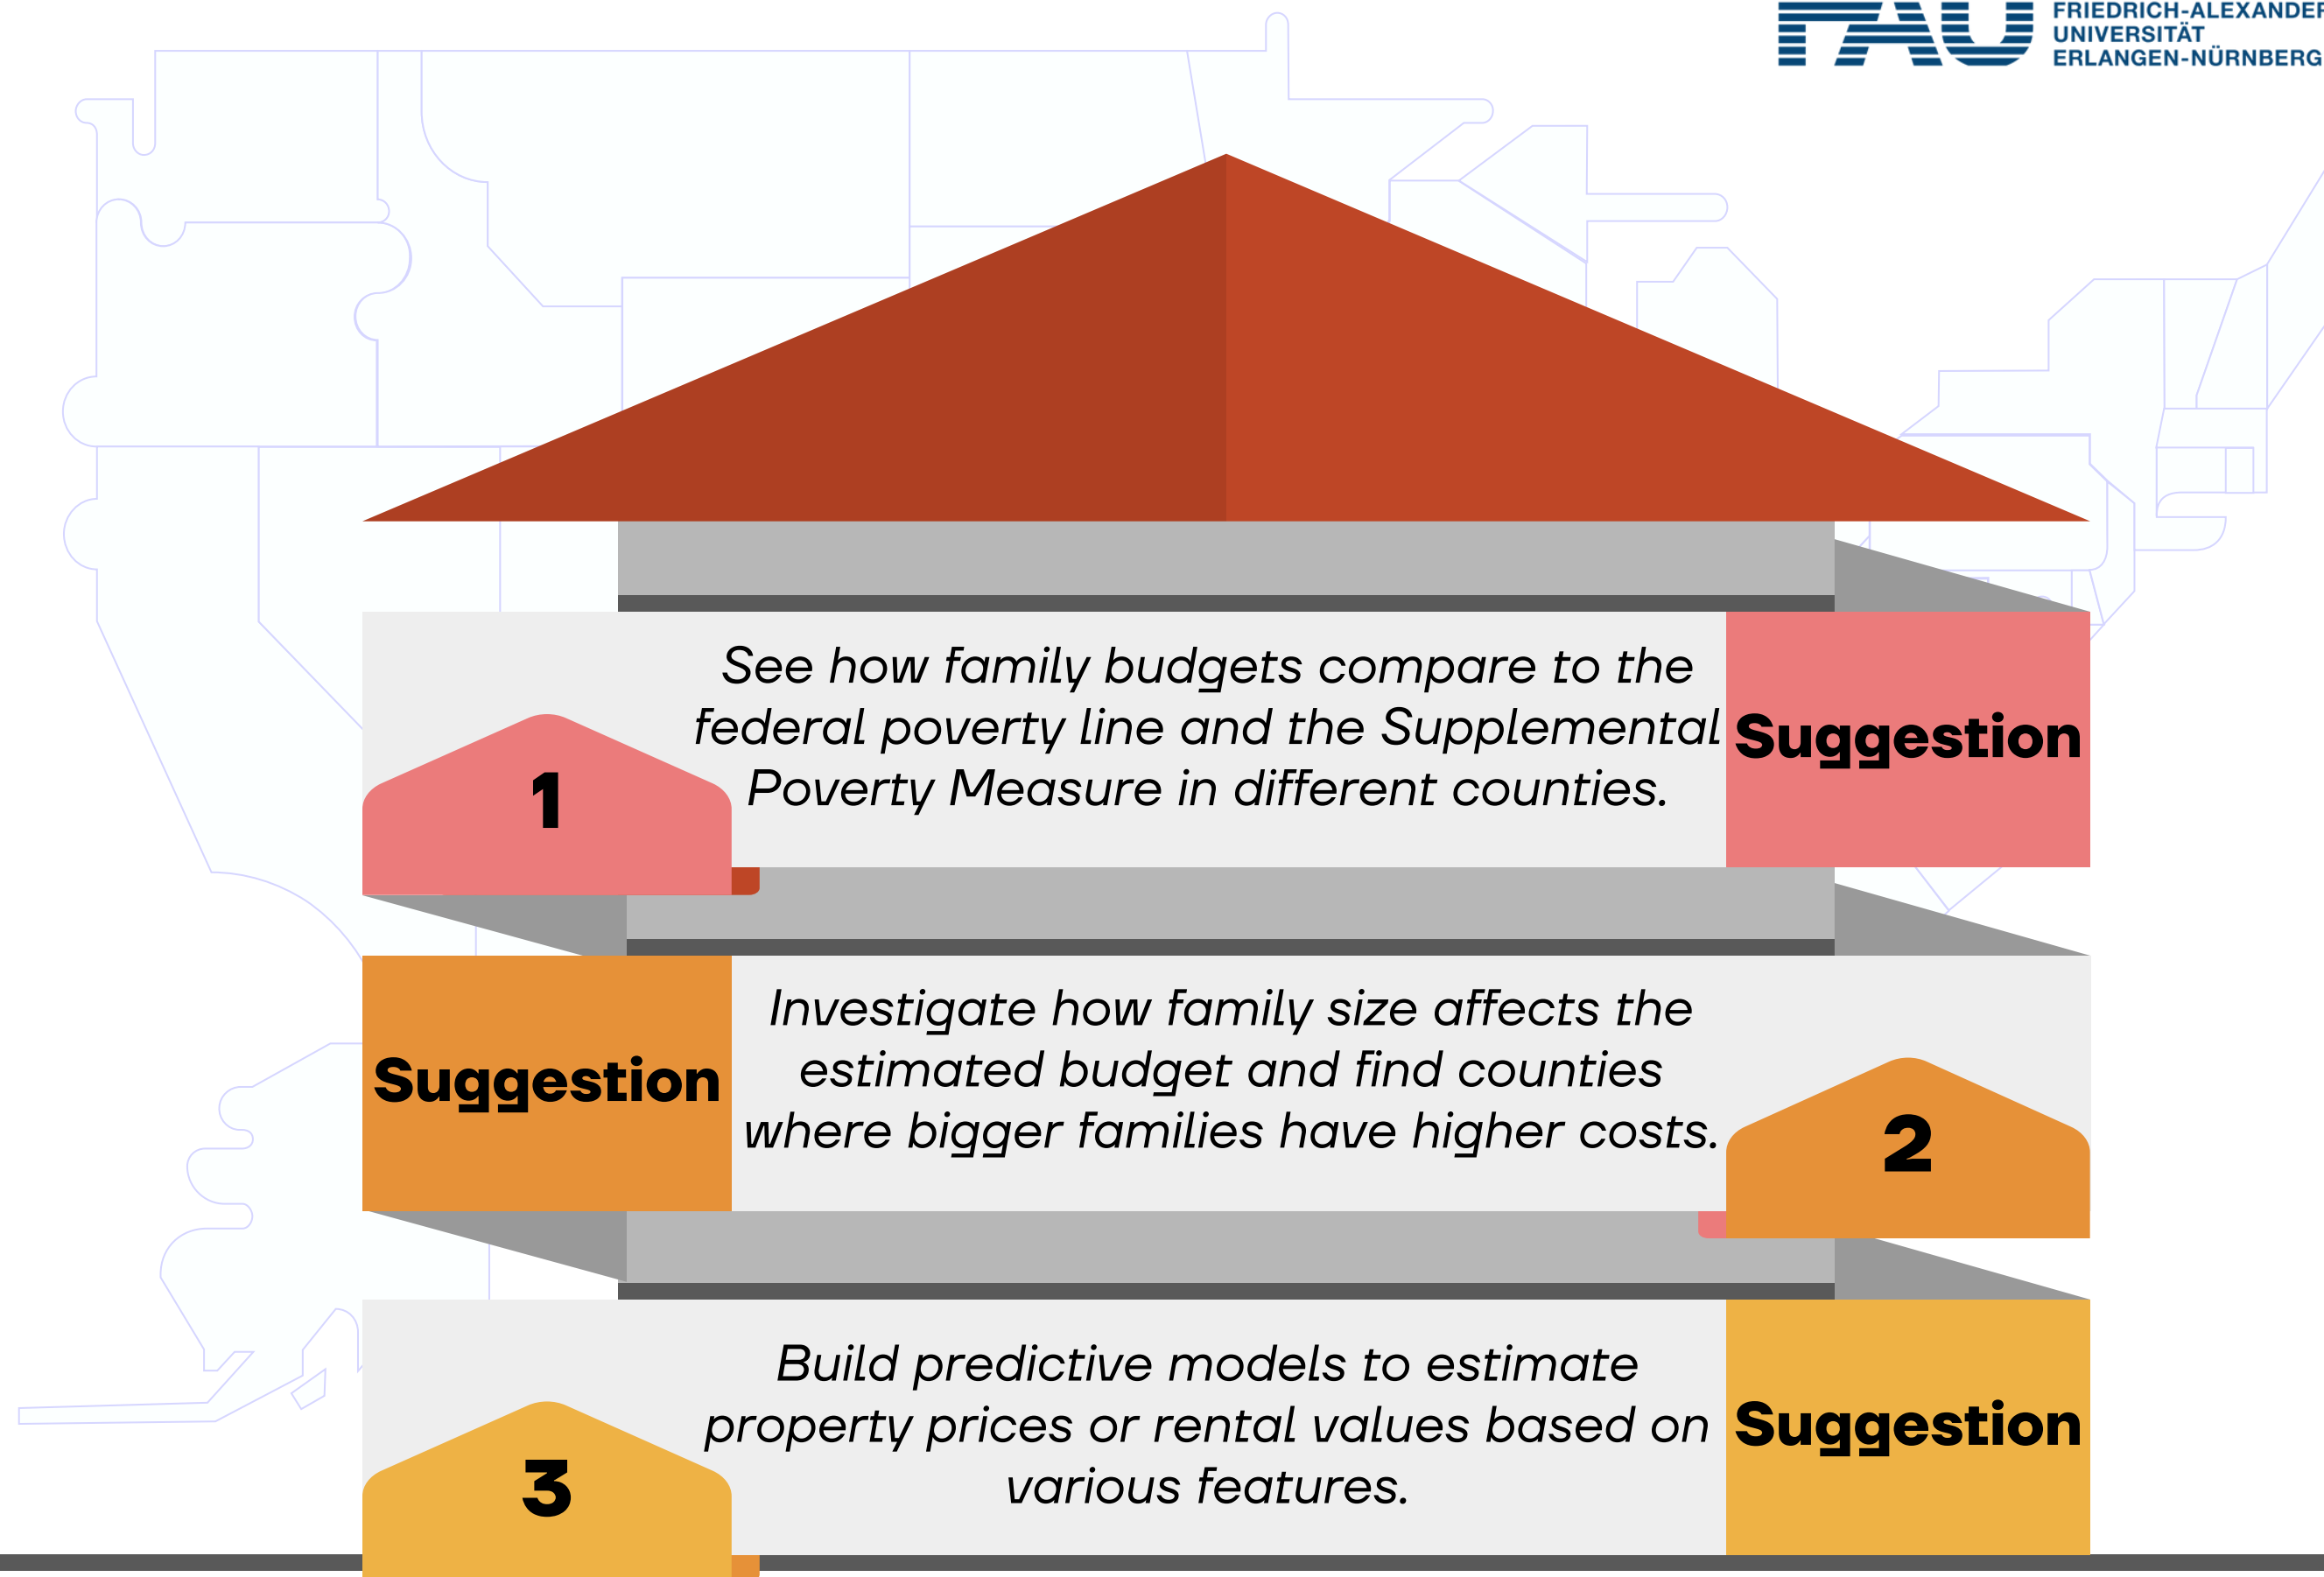 FAU
FRIEDRICH-ALEXANDER
UNIVERSITÄT
ERLANGEN-NÜRNBERG
See how family budgets compare to the
federal poverty line and the Supplemental
Poverty Measure in different counties.
Suggestion
1
Investigate how family size affects the
estimated budget and find counties
where bigger families have higher costs.
Suggestion
2
Build predictive models to estimate
property prices or rental values based on
various features.
Suggestion
3